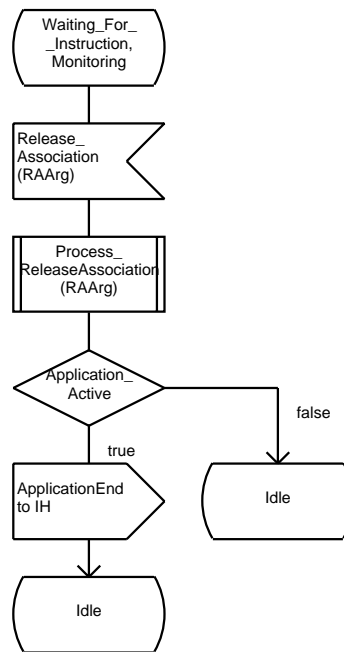 Waiting_For_
_Instruction,
Monitoring
Release_
Association
(RAArg)
Process_
ReleaseAssociation
(RAArg)
Application_
Active
false
true
ApplicationEnd
to IH
Idle
Idle